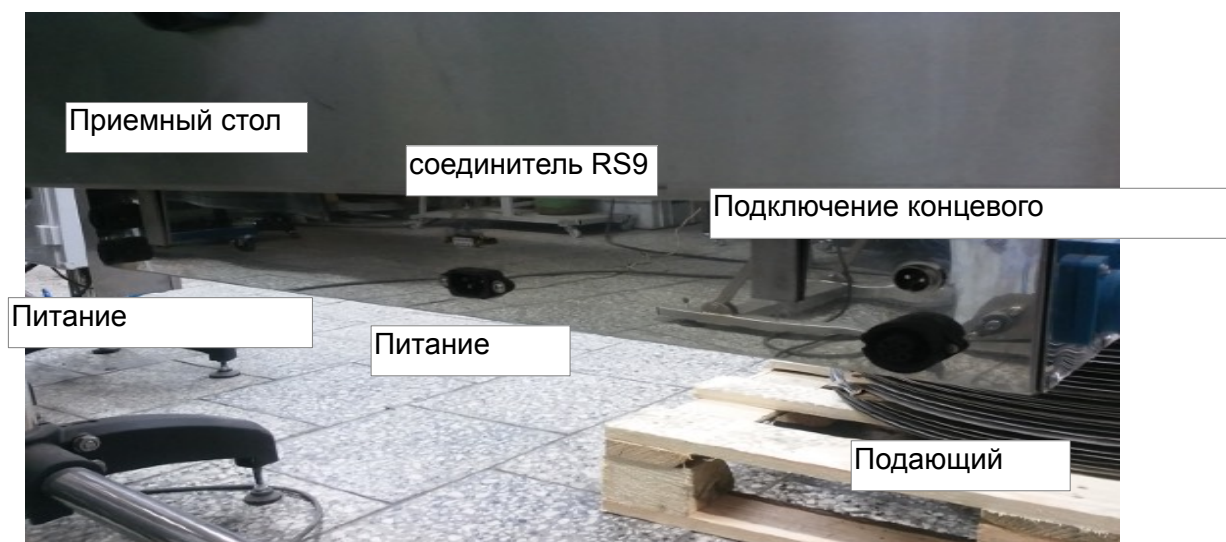 Приемный стол
соединитель RS9
Подключение концевого
Питание
Питание
Подающий